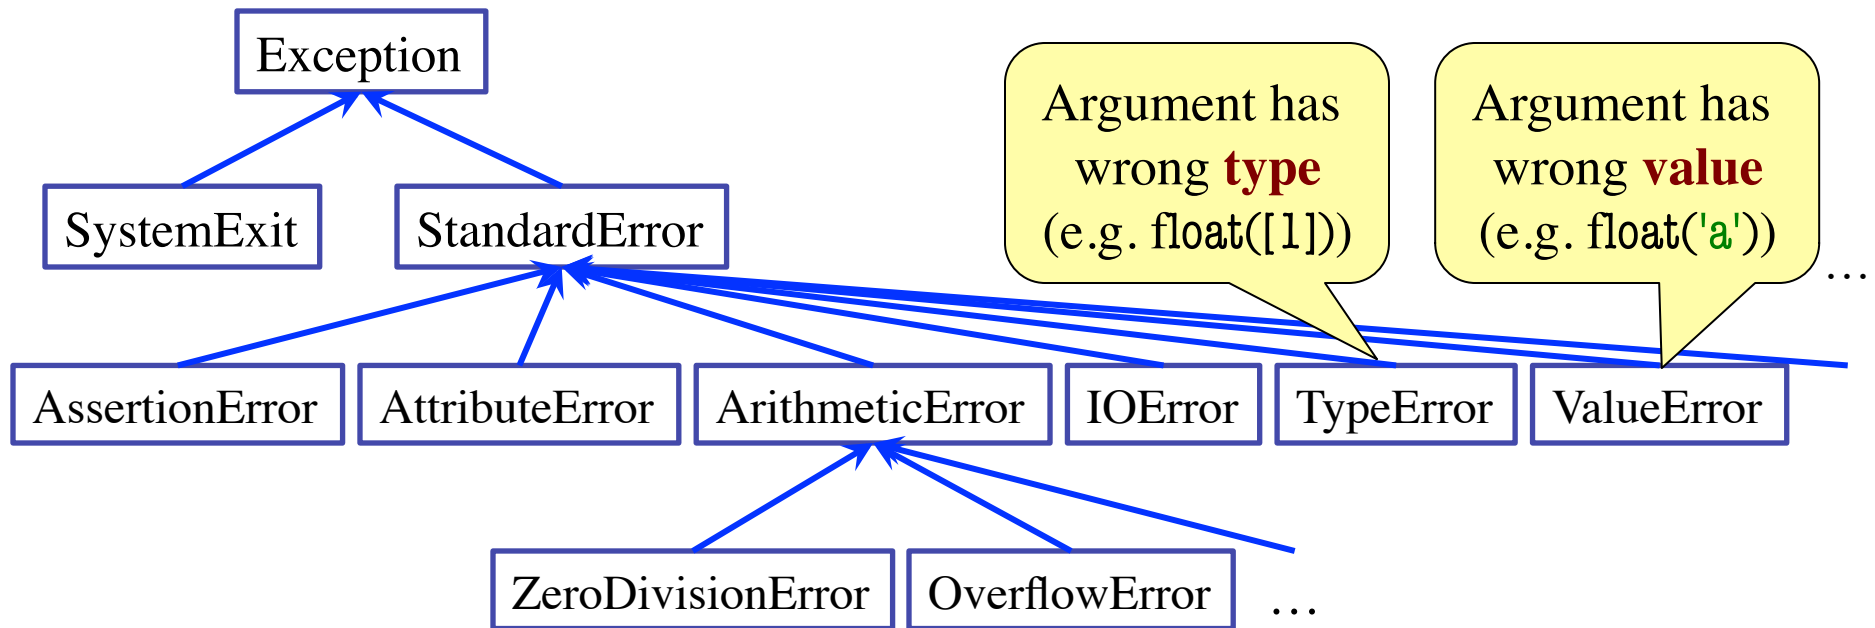 Exception
Argument has
wrong type
(e.g. float([1]))
Argument has
wrong value
(e.g. float('a'))
SystemExit
StandardError
…
AssertionError
AttributeError
ArithmeticError
IOError
TypeError
ValueError
ZeroDivisionError
OverflowError
…